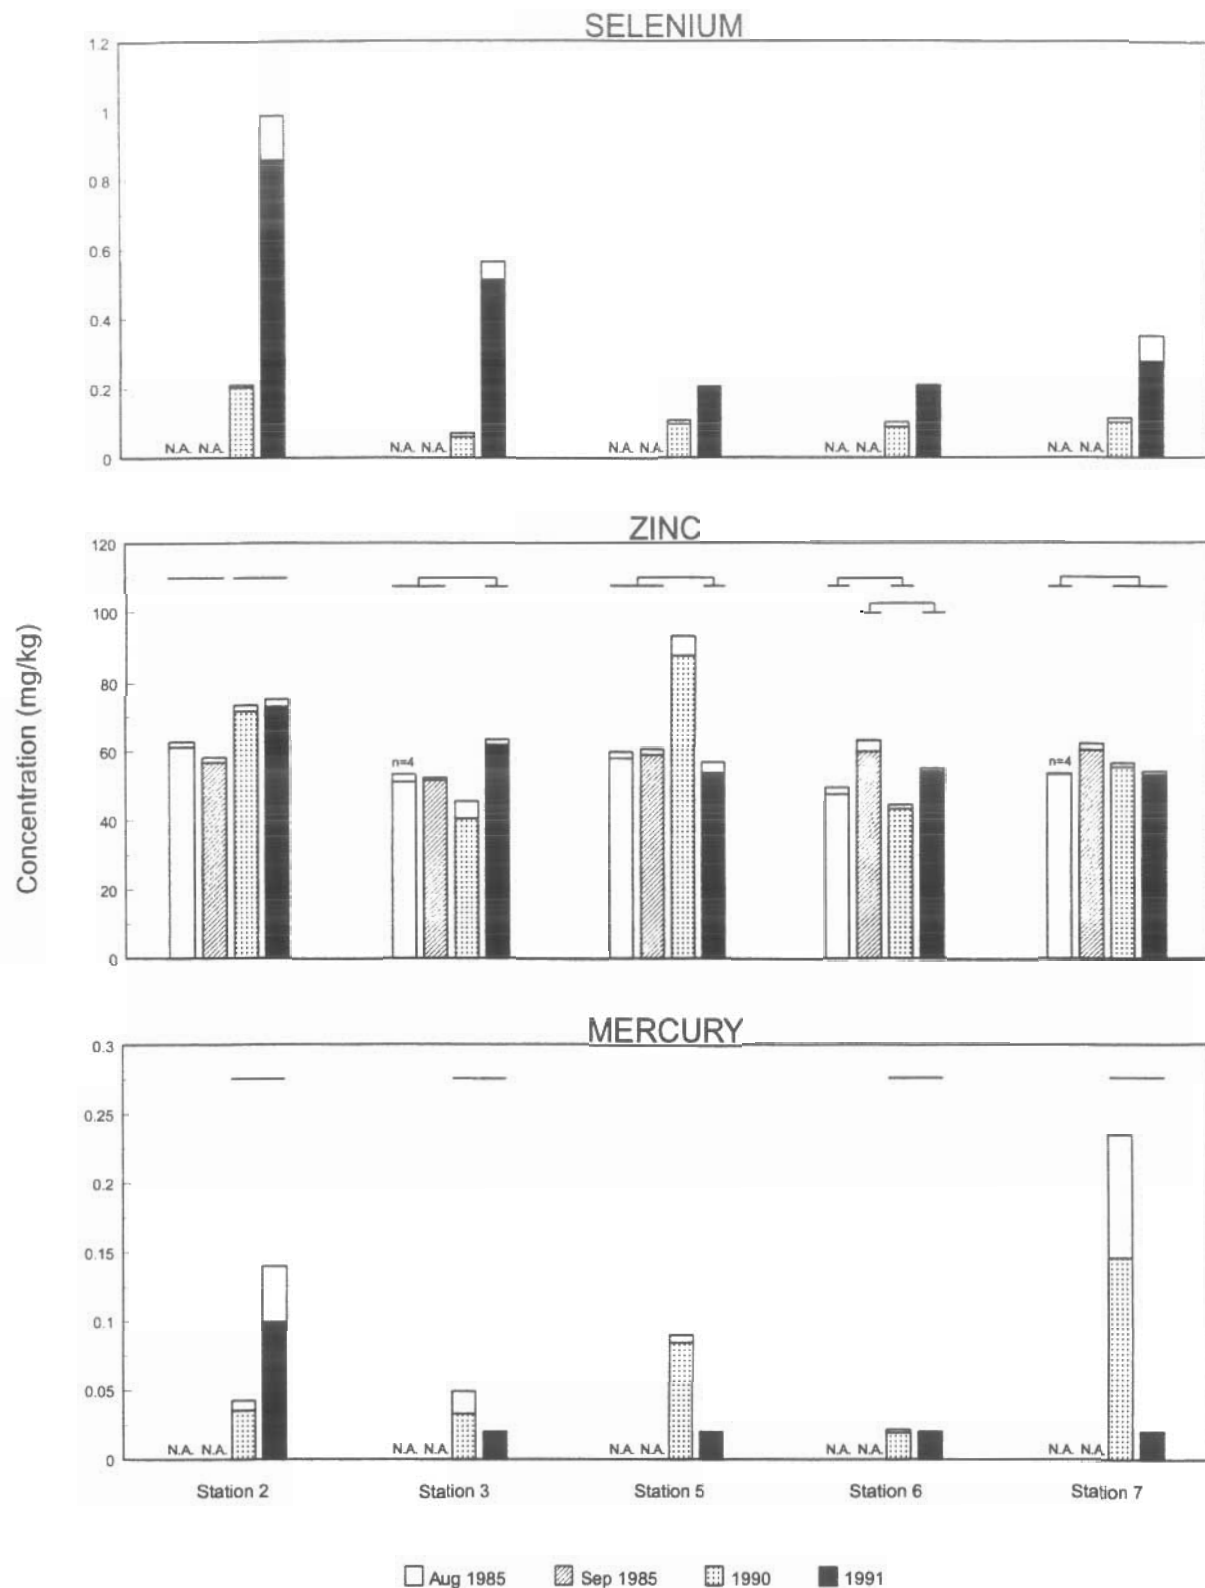 SELENIUM
1.2
1
0.8
0.6
0.4
0.2
0
N.A. N.A. N.A. N.A. N.A. N.A. N.A. N.A. N.A. N.A.
ZINC
Concentration (mg/kg)
120
100
80
60
40
20
0
n=4 n=4
MERCURY
0.3
0.25
0.2
0.15
0.1
0.05
0
N.A. N.A. N.A. N.A. N.A. N.A. N.A. N.A. N.A. N.A.
Station 2 Station 3 Station 5 Station 6 Station 7
Aug 1985 Sep 1985 1990 1991